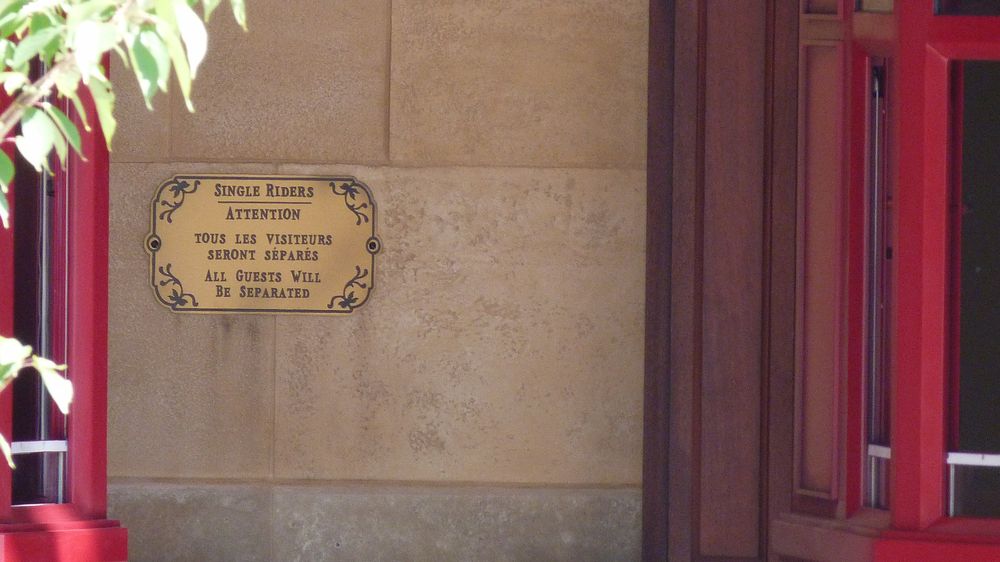 SINGLE RIDERS
ATTENTION
TOUS LES VISITEURS
SERONT SÉPARÉS
ALL GUESTS WILL
BE SEPARATED